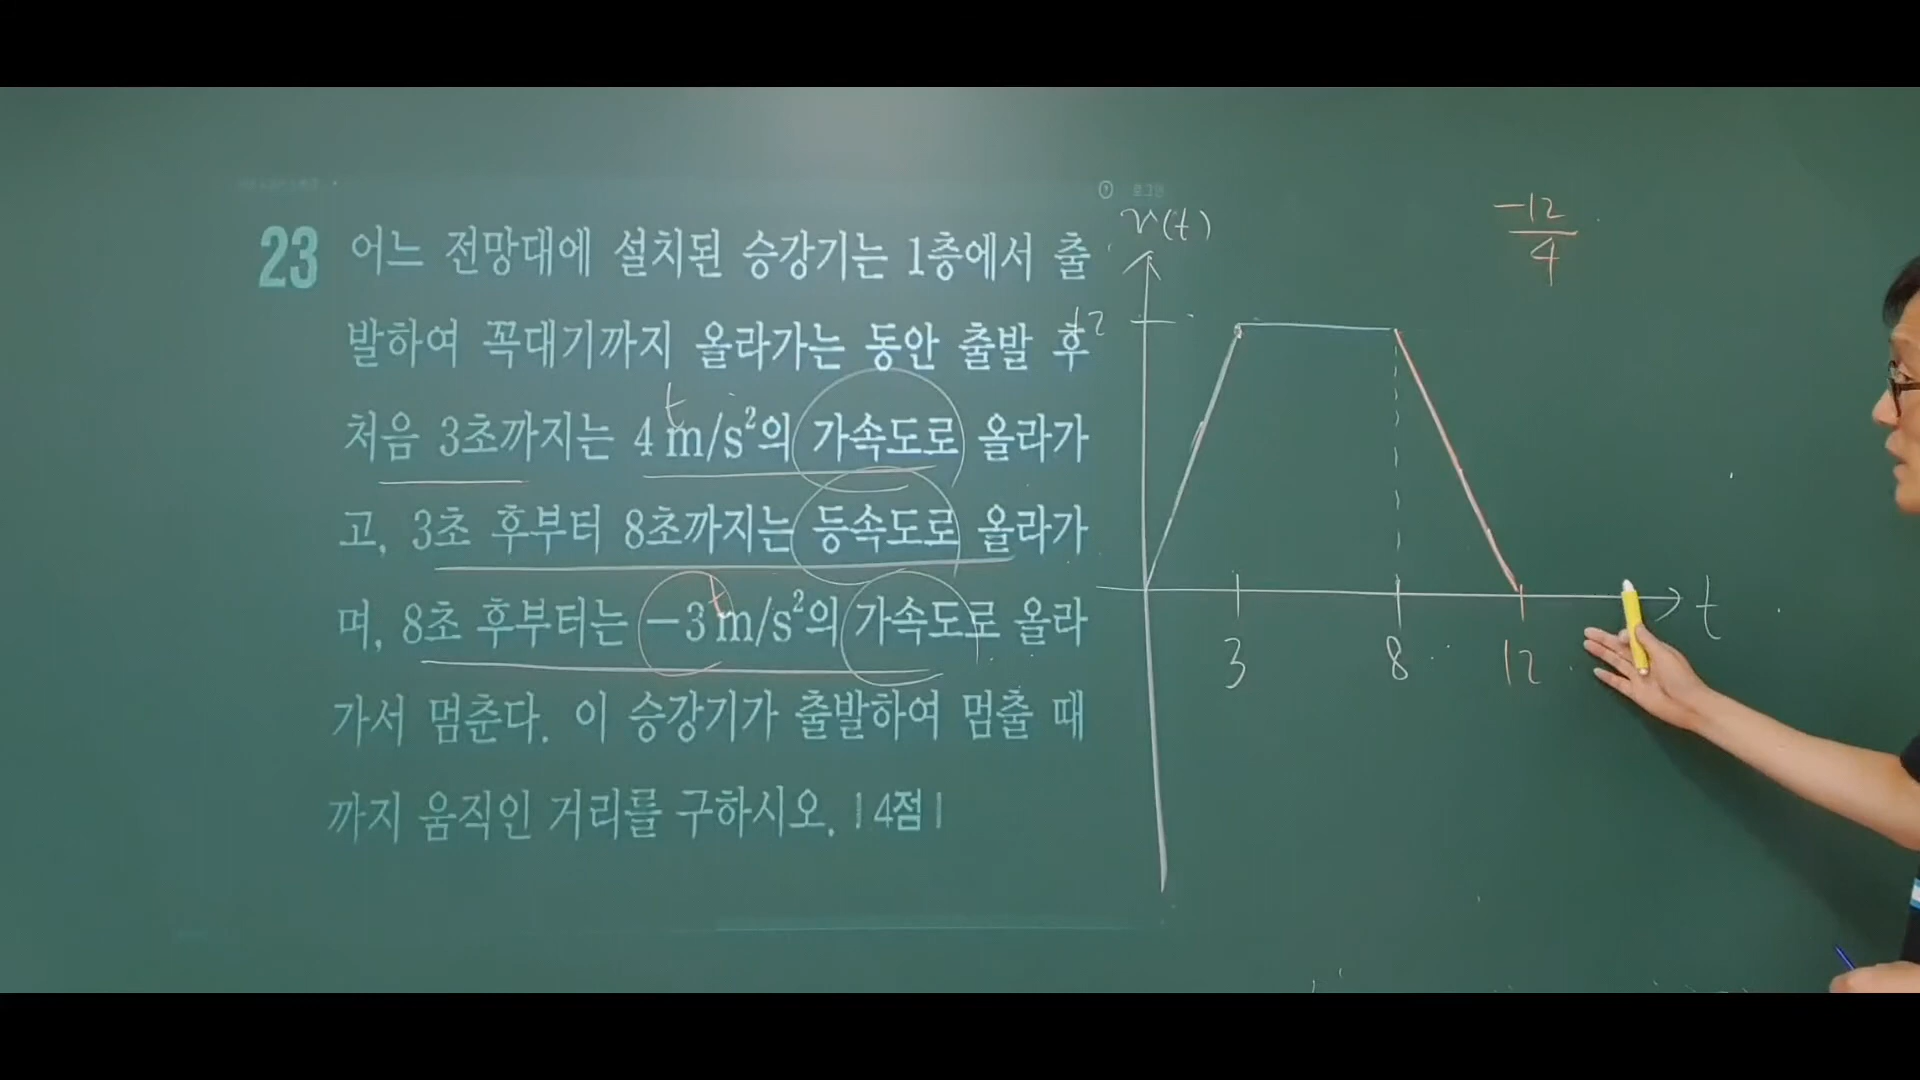 23 어느 전망대에 설치된 승강기는 1층에서 출
발하여 꼭대기까지 올라가는 동안 출발 후
처음 3초까지는 4 m/s²의 가속도로 올라가
t
고, 3초 후부터 8초까지는 등속도로 올라가
며, 8초 후부터는 -3 m/s²의 가속도로 올라
t
가서 멈춘다. 이 승강기가 출발하여 멈출 때
까지 움직인 거리를 구하시오. | 4점 |
로그인
v(t)
12
-12
4
3 8 12 t